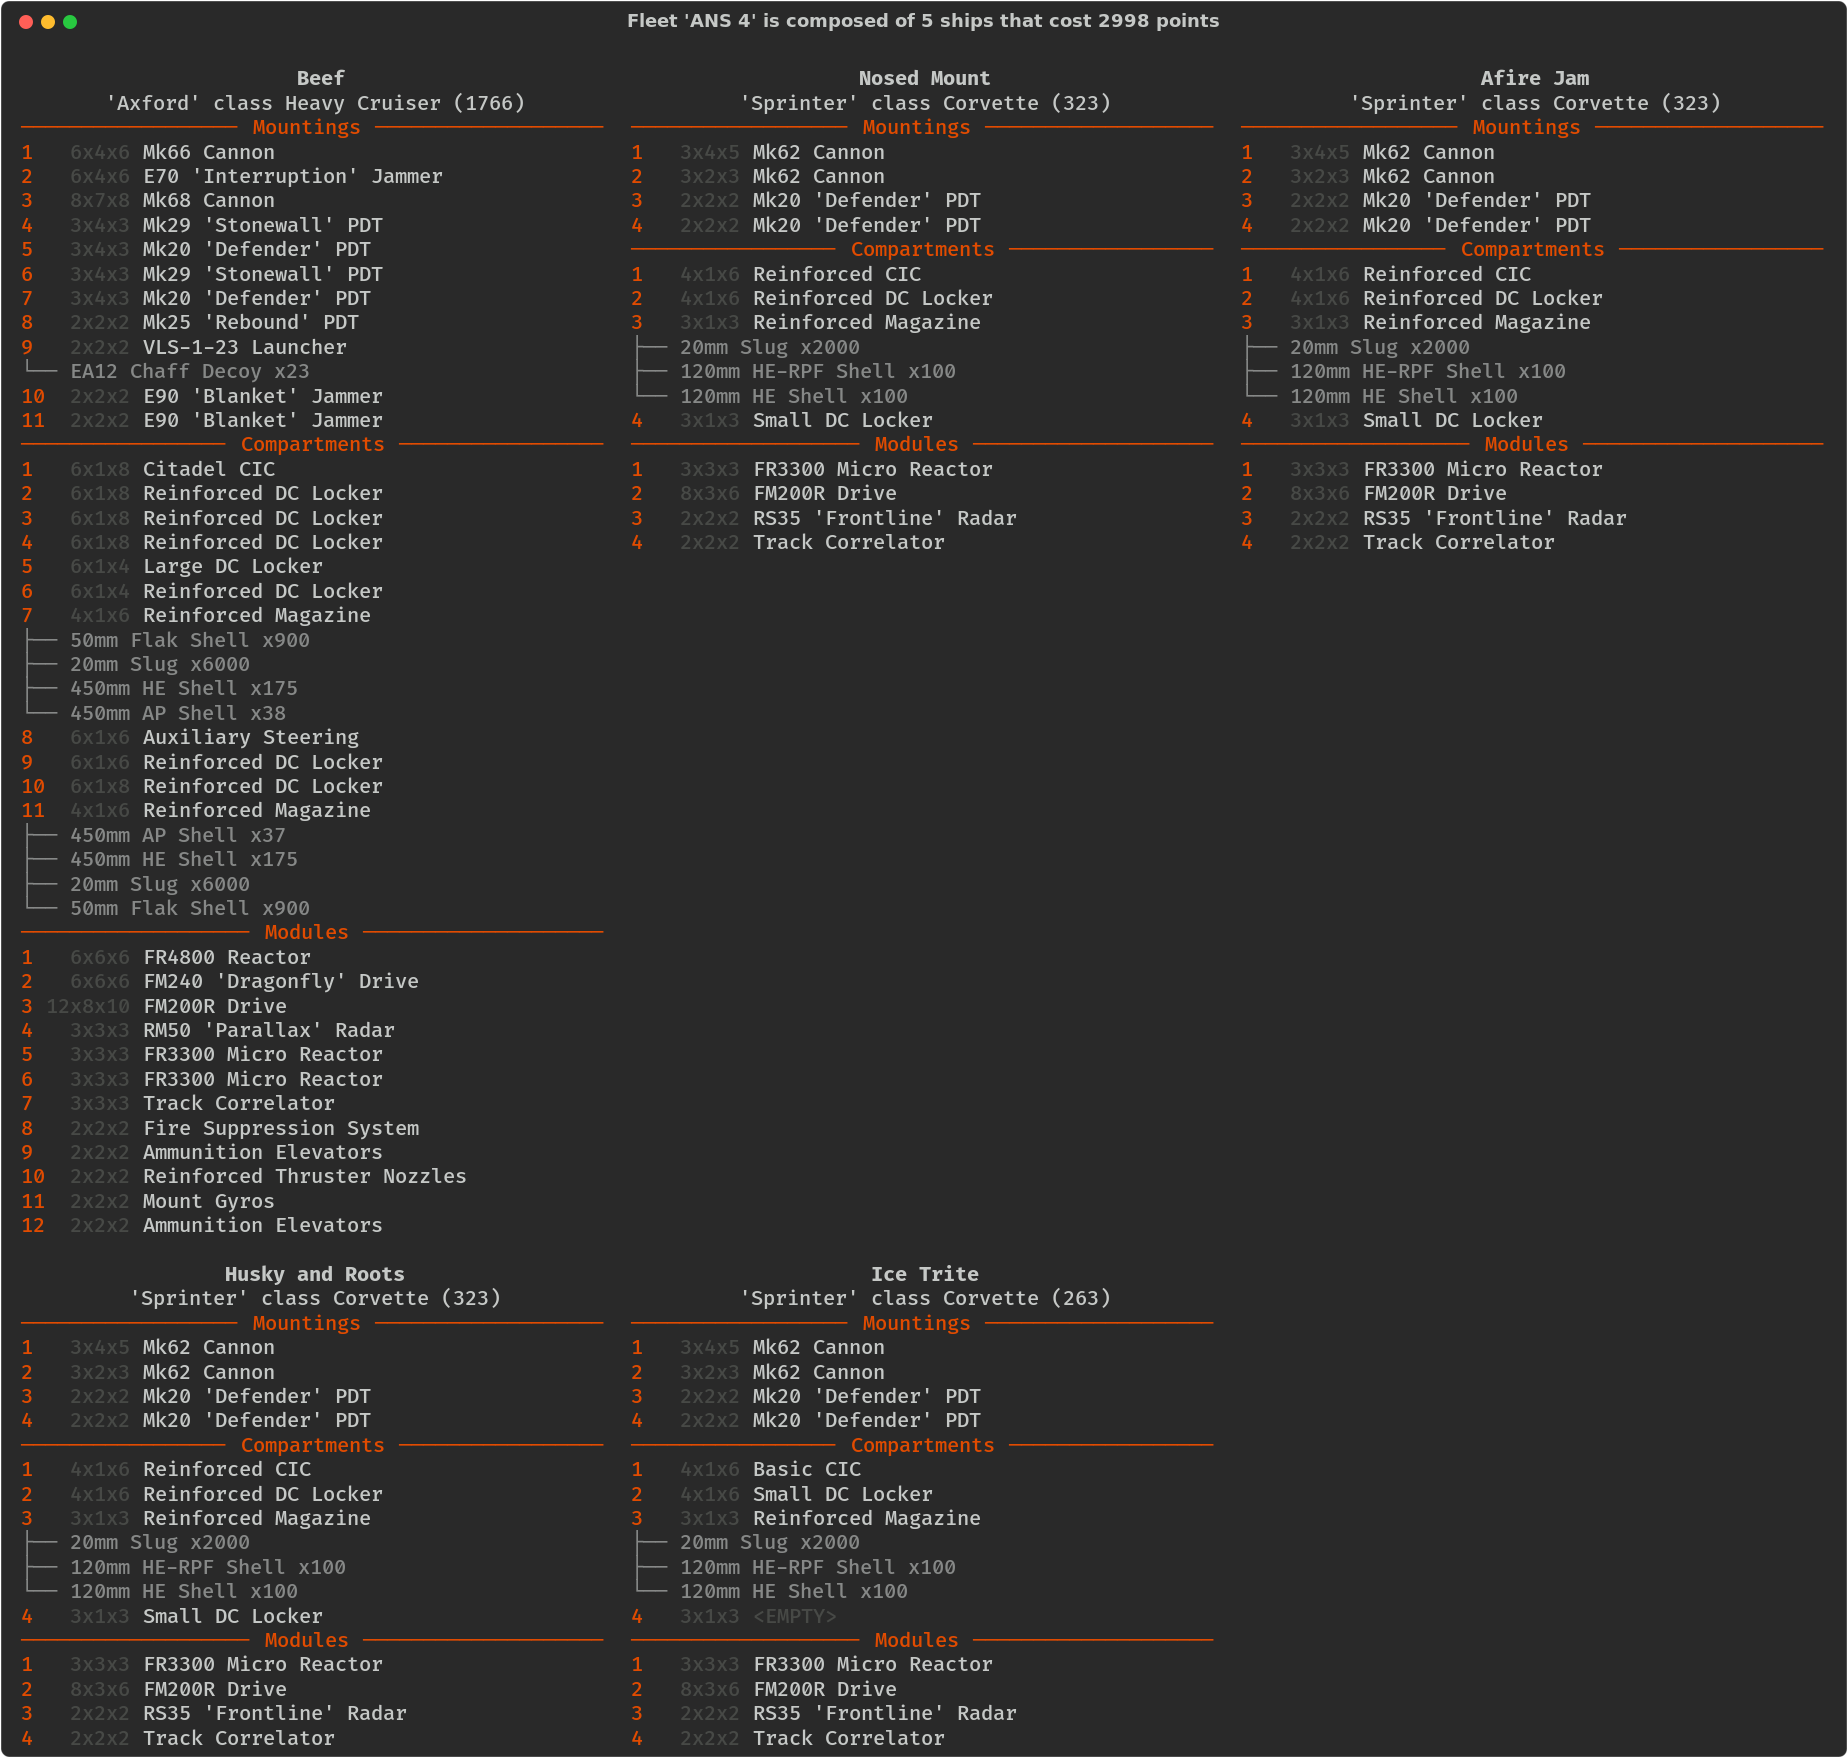 Fleet 'ANS 4' is composed of 5 ships that cost 2998 points
Beef
'Axford' class Heavy Cruiser (1766)
Mountings
1 6x4x6 Mk66 Cannon
2 6x4x6 E70 'Interruption' Jammer
3 8x7x8 Mk68 Cannon
4 3x4x3 Mk29 'Stonewall' PDT
5 3x4x3 Mk20 'Defender' PDT
6 3x4x3 Mk29 'Stonewall' PDT
7 3x4x3 Mk20 'Defender' PDT
8 2x2x2 Mk25 'Rebound' PDT
9 2x2x2 VLS-1-23 Launcher
└── EA12 Chaff Decoy x23
10 2x2x2 E90 'Blanket' Jammer
11 2x2x2 E90 'Blanket' Jammer
Compartments
1 6x1x8 Citadel CIC
2 6x1x8 Reinforced DC Locker
3 6x1x8 Reinforced DC Locker
4 6x1x8 Reinforced DC Locker
5 6x1x4 Large DC Locker
6 6x1x4 Reinforced DC Locker
7 4x1x6 Reinforced Magazine
├── 50mm Flak Shell x900
├── 20mm Slug x6000
├── 450mm HE Shell x175
└── 450mm AP Shell x38
8 6x1x6 Auxiliary Steering
9 6x1x6 Reinforced DC Locker
10 6x1x8 Reinforced DC Locker
11 4x1x6 Reinforced Magazine
├── 450mm AP Shell x37
├── 450mm HE Shell x175
├── 20mm Slug x6000
└── 50mm Flak Shell x900
Modules
1 6x6x6 FR4800 Reactor
2 6x6x6 FM240 'Dragonfly' Drive
3 12x8x10 FM200R Drive
4 3x3x3 RM50 'Parallax' Radar
5 3x3x3 FR3300 Micro Reactor
6 3x3x3 FR3300 Micro Reactor
7 3x3x3 Track Correlator
8 2x2x2 Fire Suppression System
9 2x2x2 Ammunition Elevators
10 2x2x2 Reinforced Thruster Nozzles
11 2x2x2 Mount Gyros
12 2x2x2 Ammunition Elevators
Nosed Mount
'Sprinter' class Corvette (323)
Mountings
1 3x4x5 Mk62 Cannon
2 3x2x3 Mk62 Cannon
3 2x2x2 Mk20 'Defender' PDT
4 2x2x2 Mk20 'Defender' PDT
Compartments
1 4x1x6 Reinforced CIC
2 4x1x6 Reinforced DC Locker
3 3x1x3 Reinforced Magazine
├── 20mm Slug x2000
├── 120mm HE-RPF Shell x100
└── 120mm HE Shell x100
4 3x1x3 Small DC Locker
Modules
1 3x3x3 FR3300 Micro Reactor
2 8x3x6 FM200R Drive
3 2x2x2 RS35 'Frontline' Radar
4 2x2x2 Track Correlator
Afire Jam
'Sprinter' class Corvette (323)
Mountings
1 3x4x5 Mk62 Cannon
2 3x2x3 Mk62 Cannon
3 2x2x2 Mk20 'Defender' PDT
4 2x2x2 Mk20 'Defender' PDT
Compartments
1 4x1x6 Reinforced CIC
2 4x1x6 Reinforced DC Locker
3 3x1x3 Reinforced Magazine
├── 20mm Slug x2000
├── 120mm HE-RPF Shell x100
└── 120mm HE Shell x100
4 3x1x3 Small DC Locker
Modules
1 3x3x3 FR3300 Micro Reactor
2 8x3x6 FM200R Drive
3 2x2x2 RS35 'Frontline' Radar
4 2x2x2 Track Correlator
Husky and Roots
'Sprinter' class Corvette (323)
Mountings
1 3x4x5 Mk62 Cannon
2 3x2x3 Mk62 Cannon
3 2x2x2 Mk20 'Defender' PDT
4 2x2x2 Mk20 'Defender' PDT
Compartments
1 4x1x6 Reinforced CIC
2 4x1x6 Reinforced DC Locker
3 3x1x3 Reinforced Magazine
├── 20mm Slug x2000
├── 120mm HE-RPF Shell x100
└── 120mm HE Shell x100
4 3x1x3 Small DC Locker
Modules
1 3x3x3 FR3300 Micro Reactor
2 8x3x6 FM200R Drive
3 2x2x2 RS35 'Frontline' Radar
4 2x2x2 Track Correlator
Ice Trite
'Sprinter' class Corvette (263)
Mountings
1 3x4x5 Mk62 Cannon
2 3x2x3 Mk62 Cannon
3 2x2x2 Mk20 'Defender' PDT
4 2x2x2 Mk20 'Defender' PDT
Compartments
1 4x1x6 Basic CIC
2 4x1x6 Small DC Locker
3 3x1x3 Reinforced Magazine
├── 20mm Slug x2000
├── 120mm HE-RPF Shell x100
└── 120mm HE Shell x100
4 3x1x3 <EMPTY>
Modules
1 3x3x3 FR3300 Micro Reactor
2 8x3x6 FM200R Drive
3 2x2x2 RS35 'Frontline' Radar
4 2x2x2 Track Correlator